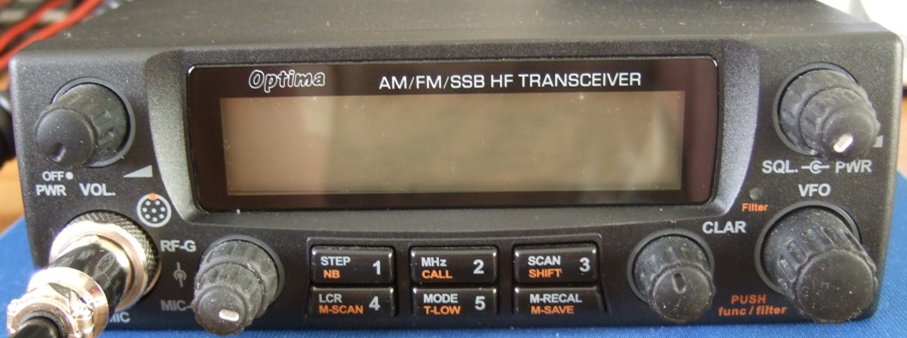 Optima AM/FM/SSB HF TRANSCEIVER
OFF
PWR VOL.
SQL. PWR
VFO
Filter
CLAR
RF-G
STEP 1
NB
MHz 2
CALL
SCAN 3
SHIFT
LCR 4
M-SCAN
MODE 5
T-LOW
M-RECAL
M-SAVE
PUSH
func / filter